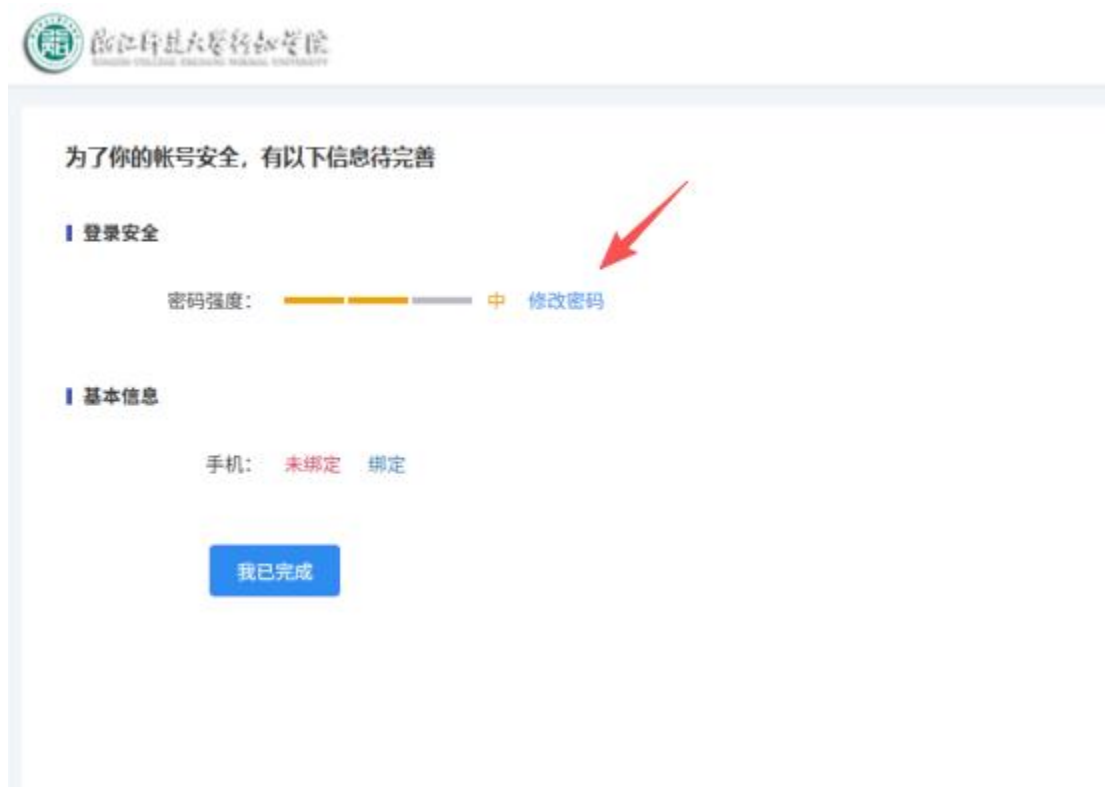 为了你的帐号安全，有以下信息待完善
登录安全
密码强度： 中 修改密码
基本信息
手机： 未绑定 绑定
我已完成